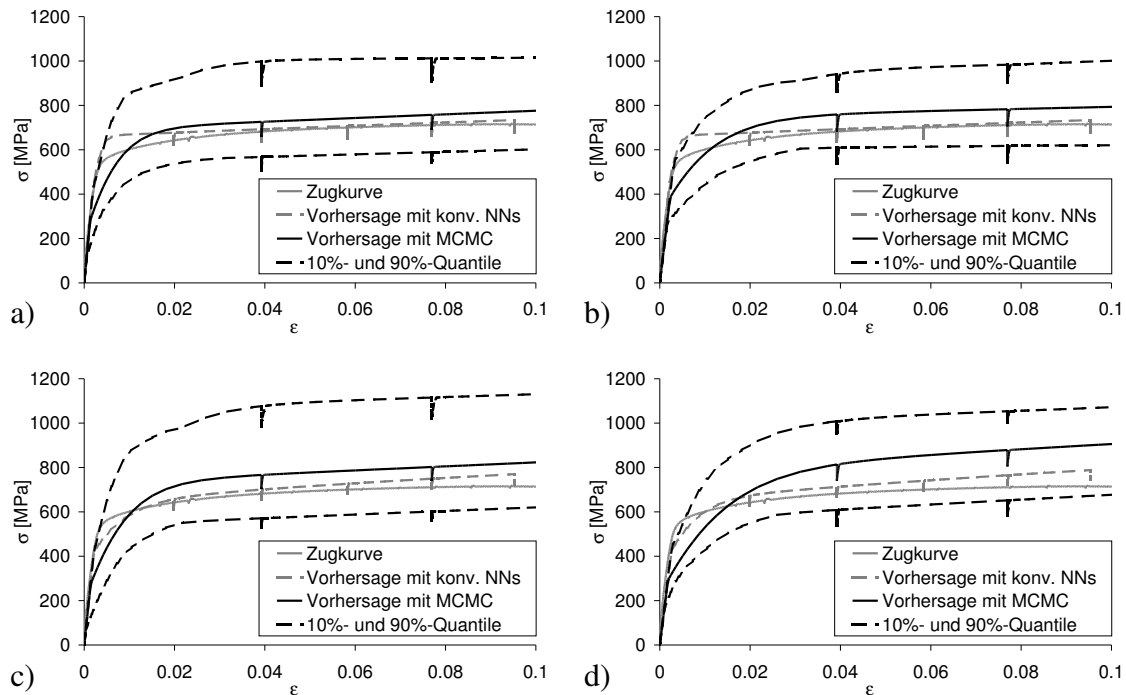 1200
1000
800
600
400
200
0
σ [MPa]
Zugkurve
Vorhersage mit konv. NNs
Vorhersage mit MCMC
10%- und 90%-Quantile
0 0.02 0.04 0.06 0.08 0.1
ε
a)
1200
1000
800
600
400
200
0
σ [MPa]
Zugkurve
Vorhersage mit konv. NNs
Vorhersage mit MCMC
10%- und 90%-Quantile
0 0.02 0.04 0.06 0.08 0.1
ε
b)
1200
1000
800
600
400
200
0
σ [MPa]
Zugkurve
Vorhersage mit konv. NNs
Vorhersage mit MCMC
10%- und 90%-Quantile
0 0.02 0.04 0.06 0.08 0.1
ε
c)
1200
1000
800
600
400
200
0
σ [MPa]
Zugkurve
Vorhersage mit konv. NNs
Vorhersage mit MCMC
10%- und 90%-Quantile
0 0.02 0.04 0.06 0.08 0.1
ε
d)